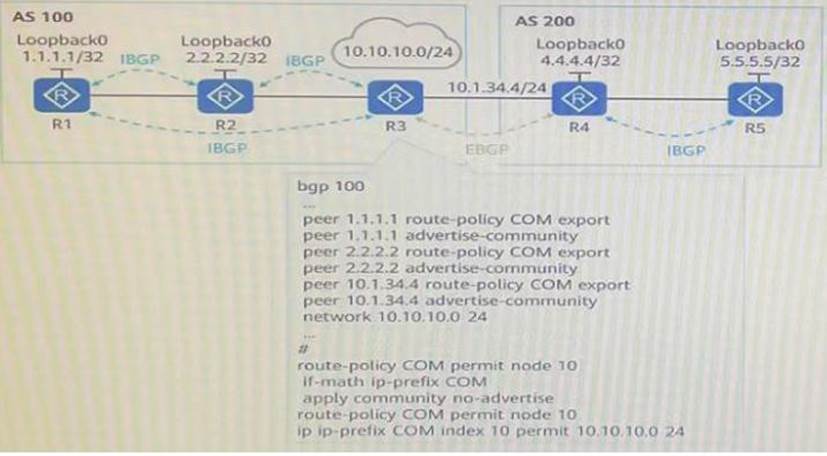 AS 100
AS 200
Loopback0
1.1.1.1/32
IBGP
Loopback0
2.2.2.2/32
IBGP
10.10.10.0/24
10.1.34.4/24
Loopback0
4.4.4.4/32
Loopback0
5.5.5.5/32
R
R
R
R
R
R1
R2
R3
R4
R5
IBGP
EBGP
IBGP
bgp 100
...
peer 1.1.1.1 route-policy COM export
peer 1.1.1.1 advertise-community
peer 2.2.2.2 route-policy COM export
peer 2.2.2.2 advertise-community
peer 10.1.34.4 route-policy COM export
peer 10.1.34.4 advertise-community
network 10.10.10.0 24
...
#
route-policy COM permit node 10
if-math ip-prefix COM
apply community no-advertise
route-policy COM permit node 10
ip ip-prefix COM index 10 permit 10.10.10.0 24